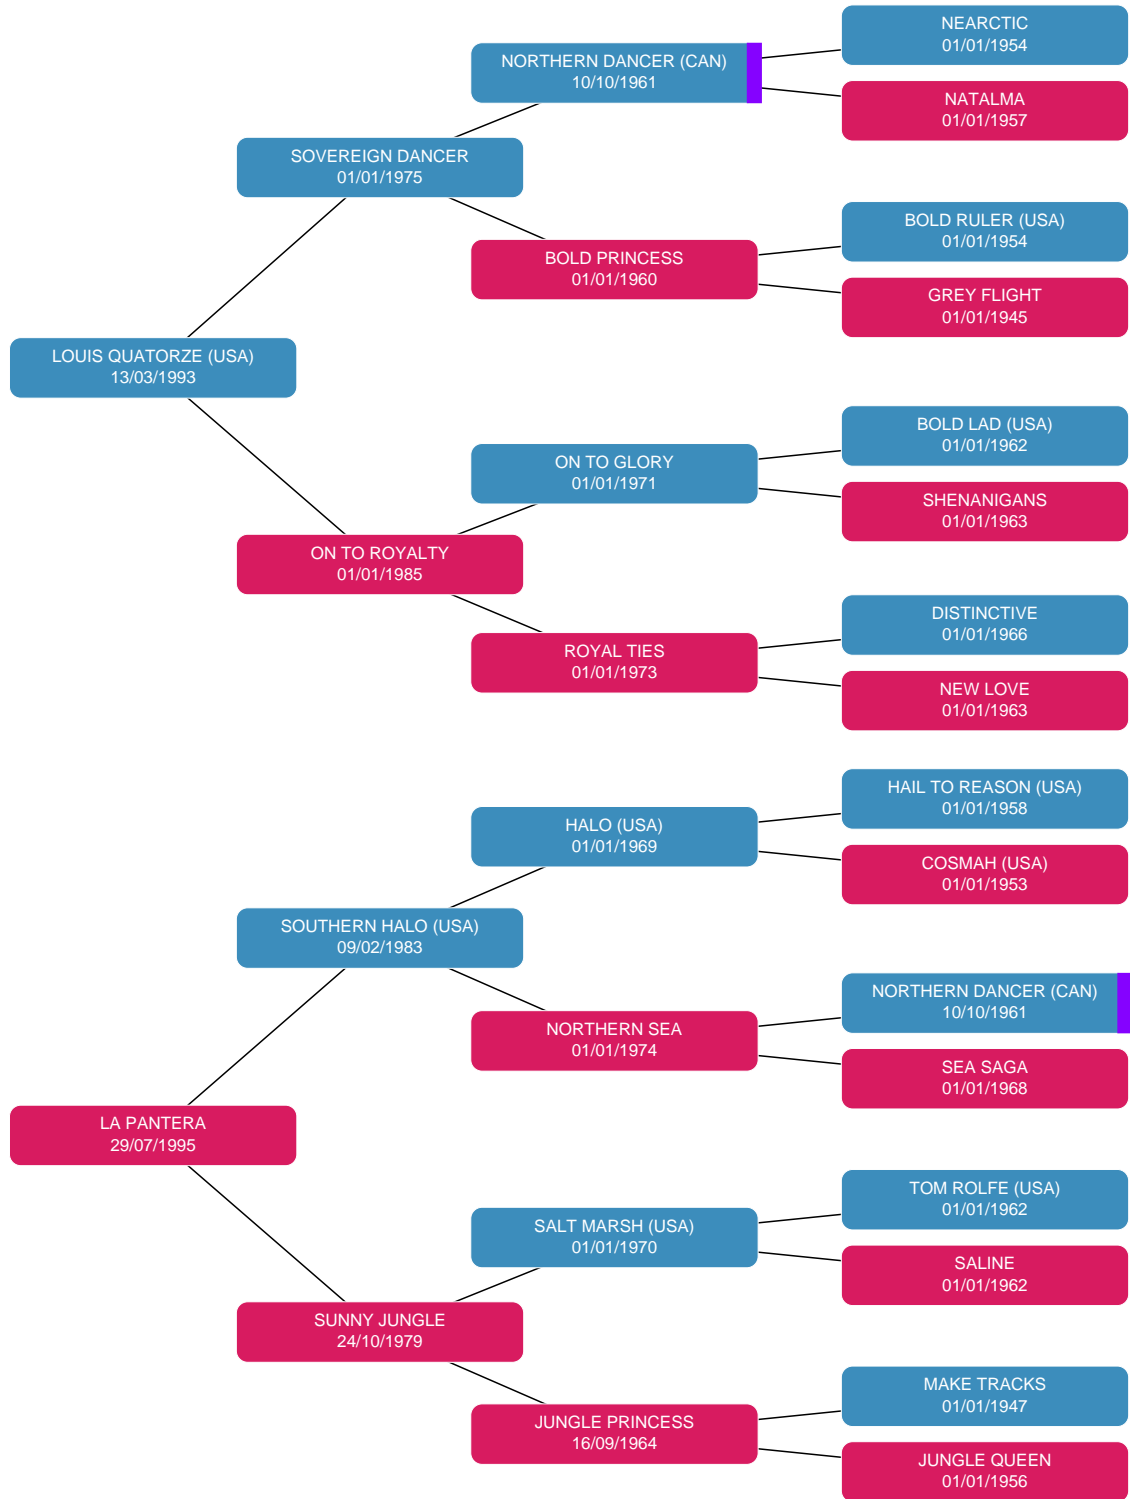 NEARCTIC
01/01/1954
NORTHERN DANCER (CAN)
10/10/1961
NATALMA
01/01/1957
SOVEREIGN DANCER
01/01/1975
BOLD RULER (USA)
01/01/1954
BOLD PRINCESS
01/01/1960
GREY FLIGHT
01/01/1945
LOUIS QUATORZE (USA)
13/03/1993
BOLD LAD (USA)
01/01/1962
ON TO GLORY
01/01/1971
SHENANIGANS
01/01/1963
ON TO ROYALTY
01/01/1985
DISTINCTIVE
01/01/1966
ROYAL TIES
01/01/1973
NEW LOVE
01/01/1963
HAIL TO REASON (USA)
01/01/1958
HALO (USA)
01/01/1969
COSMAH (USA)
01/01/1953
SOUTHERN HALO (USA)
09/02/1983
NORTHERN DANCER (CAN)
10/10/1961
NORTHERN SEA
01/01/1974
SEA SAGA
01/01/1968
LA PANTERA
29/07/1995
TOM ROLFE (USA)
01/01/1962
SALT MARSH (USA)
01/01/1970
SALINE
01/01/1962
SUNNY JUNGLE
24/10/1979
MAKE TRACKS
01/01/1947
JUNGLE PRINCESS
16/09/1964
JUNGLE QUEEN
01/01/1956